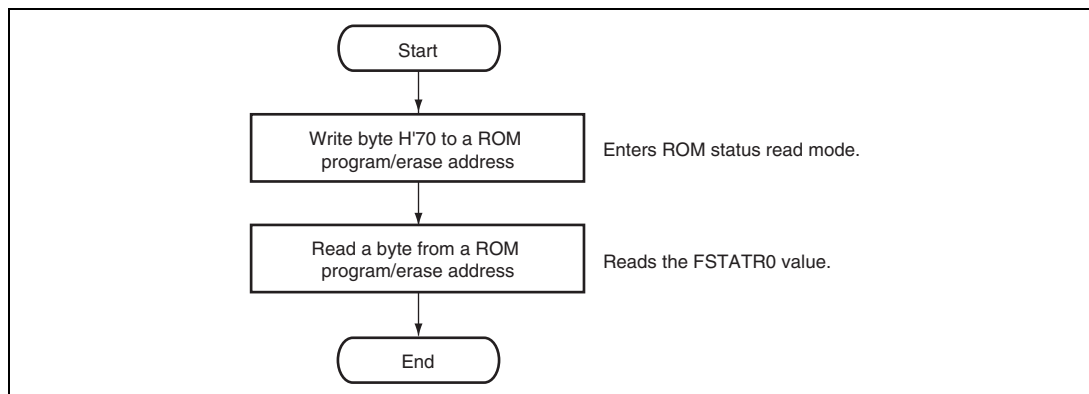 Start
Write byte H'70 to a ROM
program/erase address
Enters ROM status read mode.
Read a byte from a ROM
program/erase address
Reads the FSTATR0 value.
End